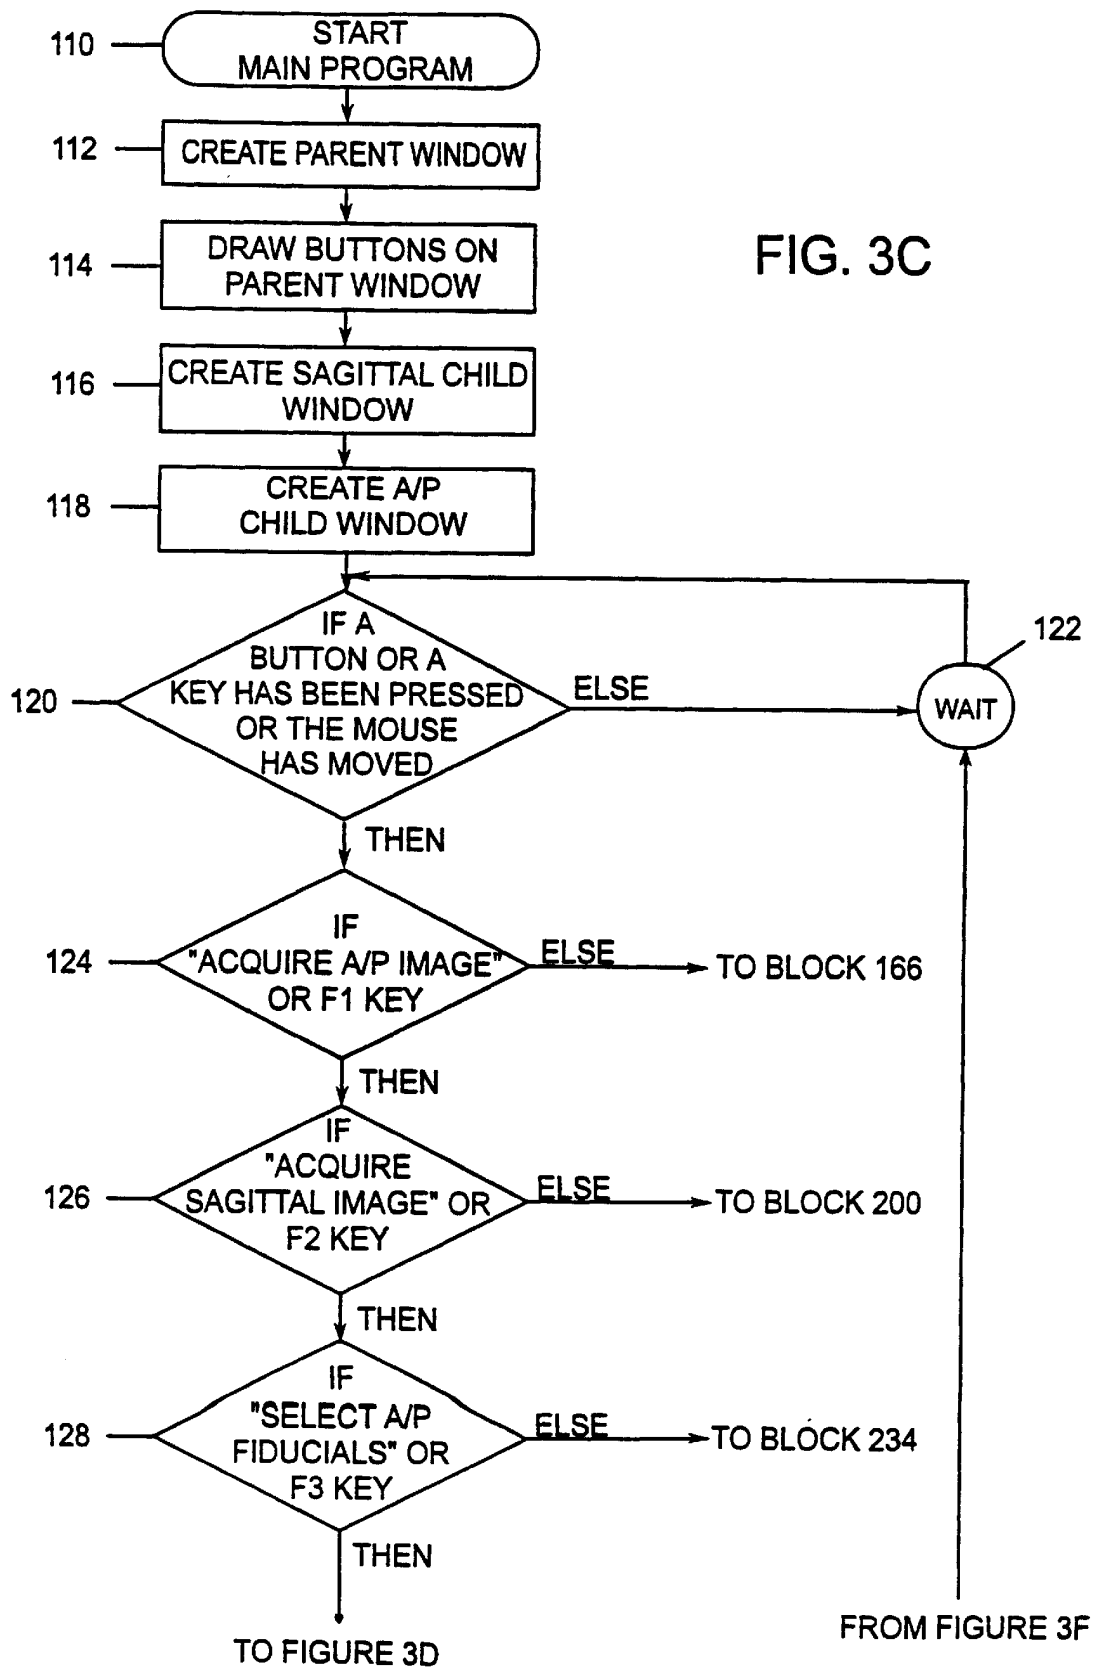 110
START
MAIN PROGRAM
112
CREATE PARENT WINDOW
114
DRAW BUTTONS ON
PARENT WINDOW
FIG. 3C
116
CREATE SAGITTAL CHILD
WINDOW
118
CREATE A/P
CHILD WINDOW
120
IF A
BUTTON OR A
KEY HAS BEEN PRESSED
OR THE MOUSE
HAS MOVED
ELSE
122
WAIT
THEN
124
IF
"ACQUIRE A/P IMAGE"
OR F1 KEY
ELSE
TO BLOCK 166
THEN
126
IF
"ACQUIRE
SAGITTAL IMAGE" OR
F2 KEY
ELSE
TO BLOCK 200
THEN
128
IF
"SELECT A/P
FIDUCIALS" OR
F3 KEY
ELSE
TO BLOCK 234
THEN
TO FIGURE 3D
FROM FIGURE 3F